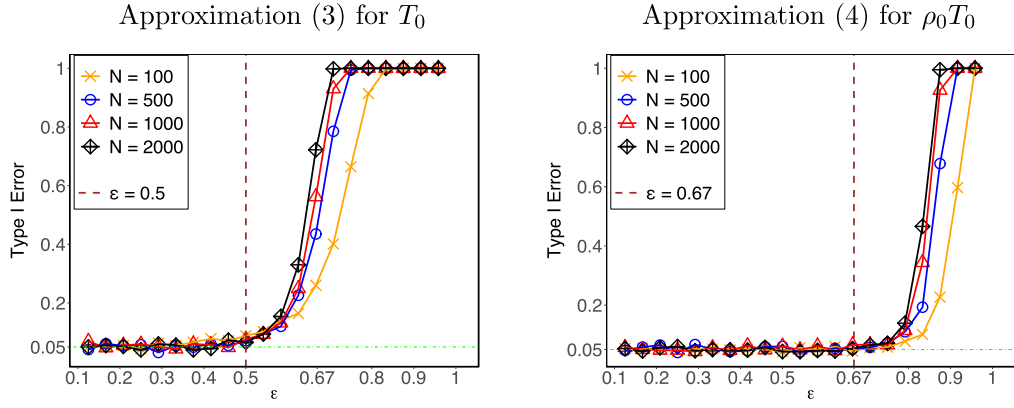 Approximation (3) for T₀
Type I Error
1
0.8
0.6
0.4
0.2
0.05
N = 100
N = 500
N = 1000
N = 2000
ε = 0.5
0.1 0.2 0.3 0.4 0.5 0.67 0.8 0.9 1
ε
Approximation (4) for ρ₀T₀
Type I Error
1
0.8
0.6
0.4
0.2
0.05
N = 100
N = 500
N = 1000
N = 2000
ε = 0.67
0.1 0.2 0.3 0.4 0.5 0.67 0.8 0.9 1
ε